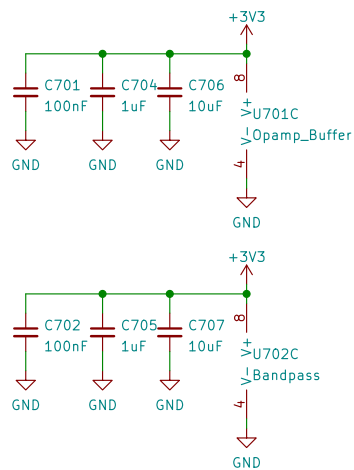 +3V3
C701
100nF
GND
C704
1uF
GND
C706
10uF
GND
8
V+
U701C
Opamp_Buffer
V-
4
GND
+3V3
C702
100nF
GND
C705
1uF
GND
C707
10uF
GND
8
V+
U702C
Bandpass
V-
4
GND